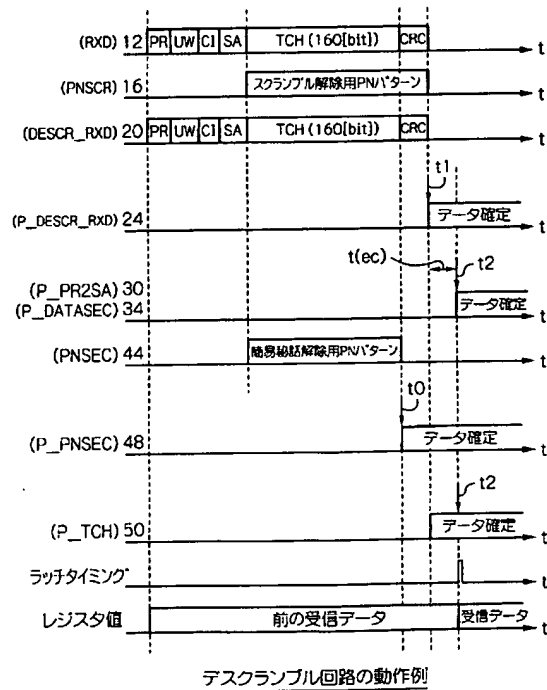 (RXD) 12 PR UW CI SA TCH (160[bit]) CRC t
(PNSCR) 16 スクランブル解除用PNパターン t
(DESCR_RXD) 20 PR UW CI SA TCH (160[bit]) CRC t
t1
(P_DESCR_RXD) 24 データ確定 t
t(ec) t2
(P_PR2SA) 30 データ確定
(P_DATASEC) 34 t
(PNSEC) 44 簡易秘話解除用PNパターン t
t0
(P_PNSEC) 48 データ確定 t
t2
(P_TCH) 50 データ確定 t
ラッチタイミング t
レジスタ値 前の受信データ 受信データ t
デスクランブル回路の動作例